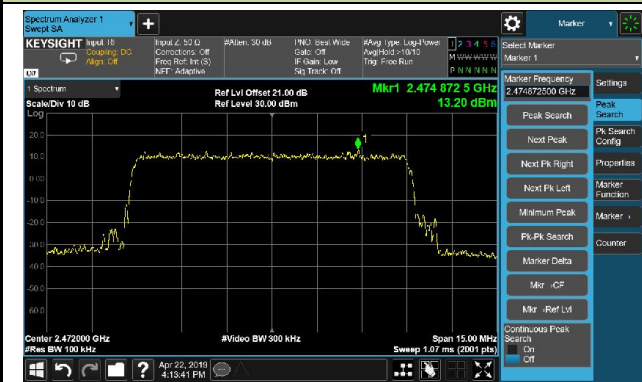 Spectrum Analyzer 1
Swept SA
+
Marker
KEYSIGHT
Input: RF
Coupling: DC
Align: Off
Input Z: 50 Ω
Corrections: Off
Freq Ref: Int (S)
NFE: Adaptive
#Atten: 30 dB
PNO: Best Wide
Gate: Off
IF Gain: Low
Sig Track: Off
#Avg Type: Log-Power
Avg|Hold:>10/10
Trig: Free Run
1 2 3 4 5 6
M W W W W W
P N N N N N
Select Marker
Marker 1
1 Spectrum
Scale/Div 10 dB
Log
Ref Lvl Offset 21.00 dB
Ref Level 30.00 dBm
Mkr1 2.474 872 5 GHz
13.20 dBm
1
20.0
10.0
0.00
-10.0
-20.0
-30.0
-40.0
-50.0
-60.0
Center 2.472000 GHz
#Res BW 100 kHz
#Video BW 300 kHz
Span 15.00 MHz
Sweep 1.07 ms (2001 pts)
Marker Frequency
2.474872500 GHz
Peak Search
Next Peak
Next Pk Right
Next Pk Left
Minimum Peak
Pk-Pk Search
Marker Delta
Mkr→CF
Mkr→Ref Lvl
Continuous Peak
Search
On
Off
Settings
Peak
Search
Pk Search
Config
Properties
Marker
Function
Marker→
Counter
?
Apr 22, 2019
4:13:41 PM